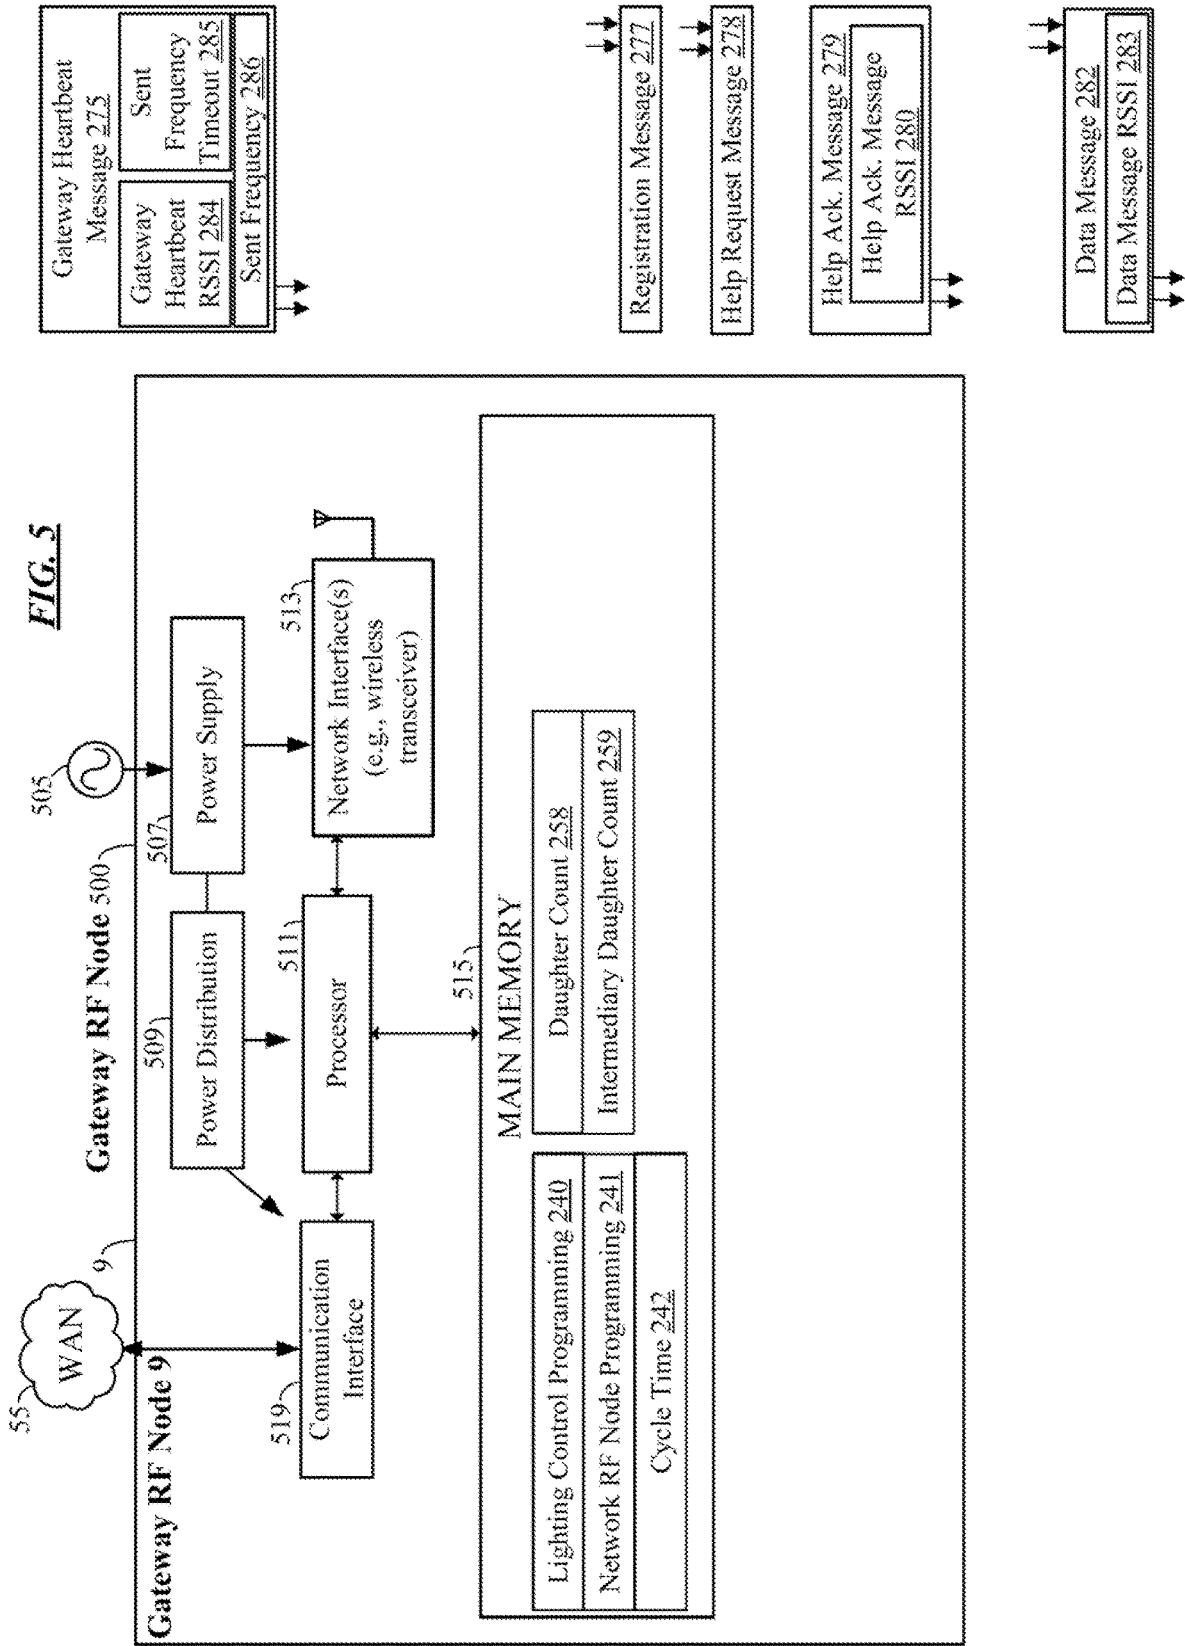 FIG. 5
WAN
55
9
Gateway RF Node 9
Gateway RF Node 500
505
507
Power Supply
509
Power Distribution
513
Network Interface(s)
(e.g., wireless
transceiver)
511
Processor
519
Communication
Interface
515
MAIN MEMORY
Lighting Control Programming 240
Network RF Node Programming 241
Cycle Time 242
Daughter Count 258
Intermediary Daughter Count 259
Gateway Heartbeat
Message 275
Gateway
Heartbeat
RSSI 284
Sent
Frequency
Timeout 285
Sent Frequency 286
Registration Message 277
Help Request Message 278
Help Ack. Message 279
Help Ack. Message
RSSI 280
Data Message 282
Data Message RSSI 283